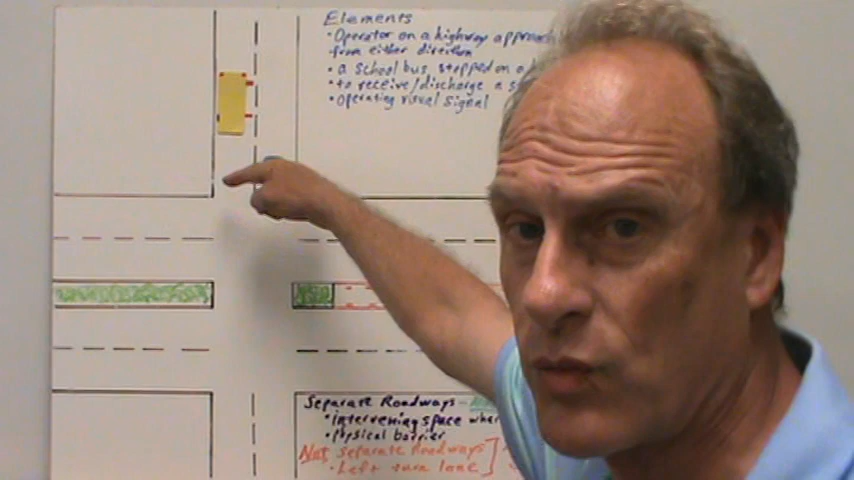 Elements
• Operator on a highway approach
from either direction
• a School bus stopped on a
• to receive/discharge a
• Operating visual signal
Separate Roadways -
• intervening space
• physical barrier
Not separate Roadways
• Left turn lane